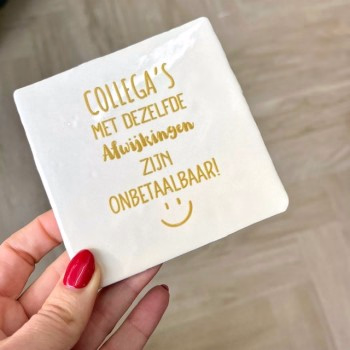 COLLEGA'S
MET DEZELFDE
Afwijkingen
ZIJN
ONBETAALBAAR!